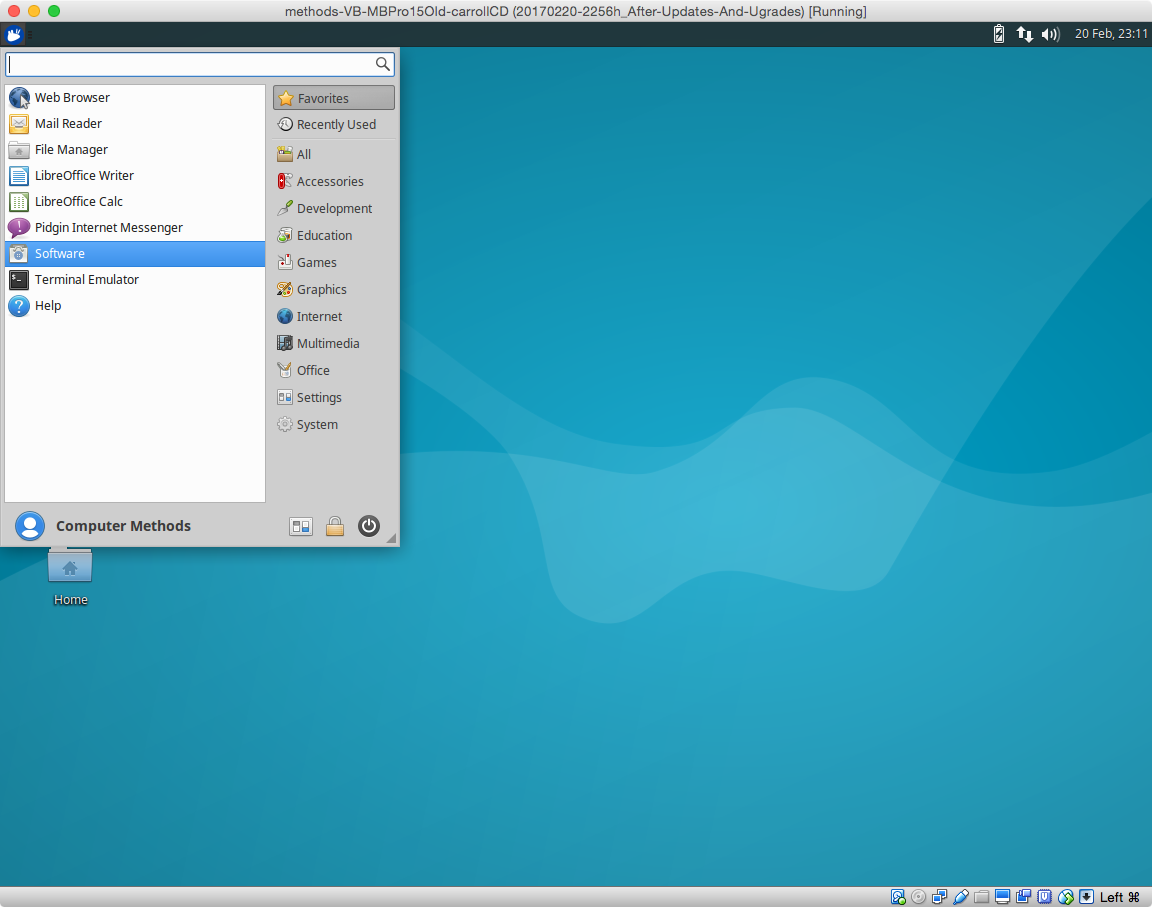 methods-VB-MBPro15Old-carrollCD (20170220-2256h_After-Updates-And-Ugrades) [Running]
20 Feb, 23:11
Web Browser
Mail Reader
File Manager
LibreOffice Writer
LibreOffice Calc
Pidgin Internet Messenger
Software
Terminal Emulator
Help
Favorites
Recently Used
All
Accessories
Development
Education
Games
Graphics
Internet
Multimedia
Office
Settings
System
Computer Methods
Home
Left ⌘